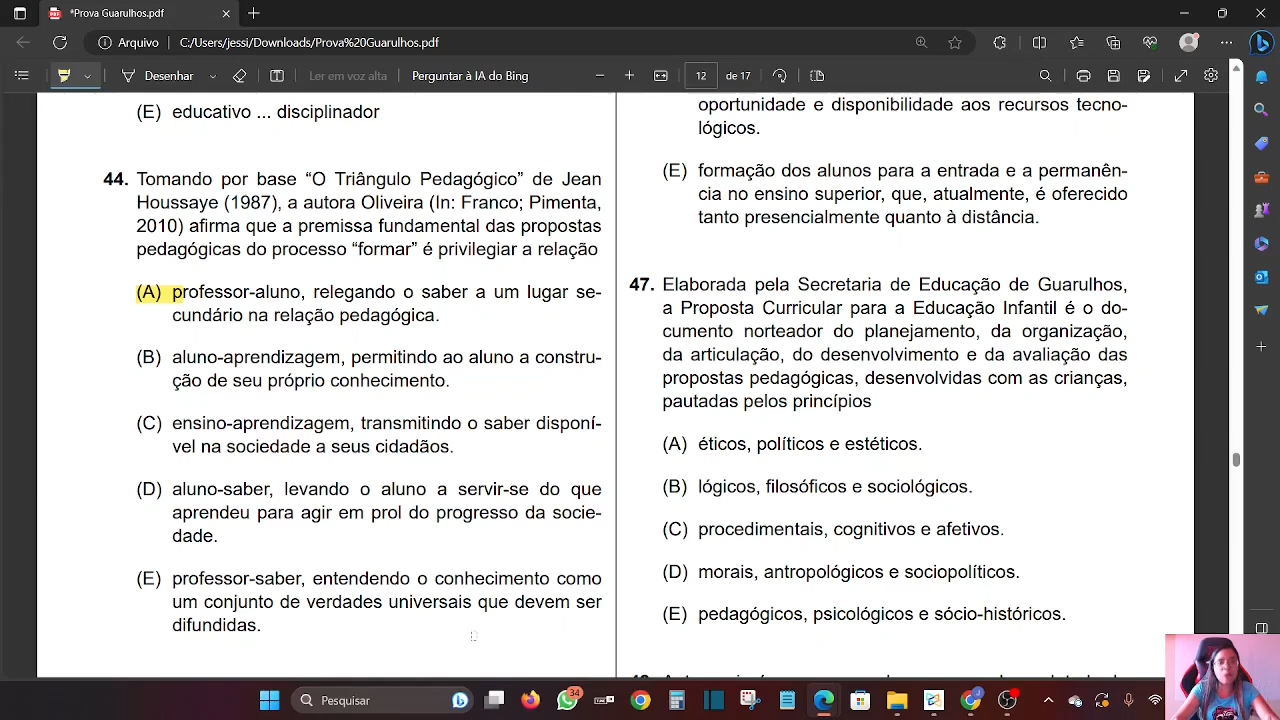 *Prova Guarulhos.pdf
Arquivo
C:/Users/jessi/Downloads/Prova%20Guarulhos.pdf
Desenhar
Ler em voz alta
Perguntar à IA do Bing
12
de 17
(E) educativo ... disciplinador
44. Tomando por base “O Triângulo Pedagógico” de Jean
Houssaye (1987), a autora Oliveira (In: Franco; Pimenta,
2010) afirma que a premissa fundamental das propostas
pedagógicas do processo “formar” é privilegiar a relação
(A) professor-aluno, relegando o saber a um lugar se-
cundário na relação pedagógica.
(B) aluno-aprendizagem, permitindo ao aluno a constru-
ção de seu próprio conhecimento.
(C) ensino-aprendizagem, transmitindo o saber disponí-
vel na sociedade a seus cidadãos.
(D) aluno-saber, levando o aluno a servir-se do que
aprendeu para agir em prol do progresso da socie-
dade.
(E) professor-saber, entendendo o conhecimento como
um conjunto de verdades universais que devem ser
difundidas.
oportunidade e disponibilidade aos recursos tecno-
lógicos.
(E) formação dos alunos para a entrada e a permanên-
cia no ensino superior, que, atualmente, é oferecido
tanto presencialmente quanto à distância.
47. Elaborada pela Secretaria de Educação de Guarulhos,
a Proposta Curricular para a Educação Infantil é o do-
cumento norteador do planejamento, da organização,
da articulação, do desenvolvimento e da avaliação das
propostas pedagógicas, desenvolvidas com as crianças,
pautadas pelos princípios
(A) éticos, políticos e estéticos.
(B) lógicos, filosóficos e sociológicos.
(C) procedimentais, cognitivos e afetivos.
(D) morais, antropológicos e sociopolíticos.
(E) pedagógicos, psicológicos e sócio-históricos.
Pesquisar
34